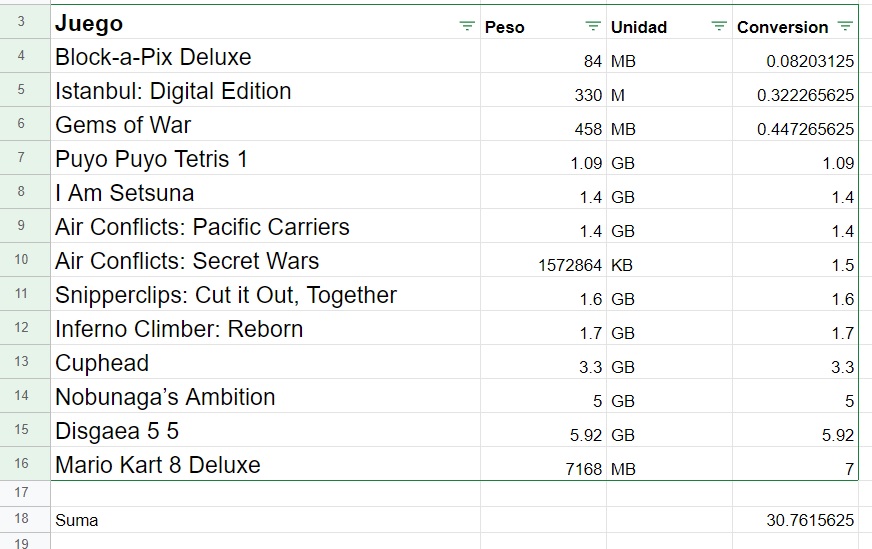 3 Juego Peso Unidad Conversion
4 Block-a-Pix Deluxe 84 MB 0.08203125
5 Istanbul: Digital Edition 330 M 0.322265625
6 Gems of War 458 MB 0.447265625
7 Puyo Puyo Tetris 1 1.09 GB 1.09
8 I Am Setsuna 1.4 GB 1.4
9 Air Conflicts: Pacific Carriers 1.4 GB 1.4
10 Air Conflicts: Secret Wars 1572864 KB 1.5
11 Snipperclips: Cut it Out, Together 1.6 GB 1.6
12 Inferno Climber: Reborn 1.7 GB 1.7
13 Cuphead 3.3 GB 3.3
14 Nobunaga’s Ambition 5 GB 5
15 Disgaea 5 5 5.92 GB 5.92
16 Mario Kart 8 Deluxe 7168 MB 7
17
18 Suma 30.7615625
19